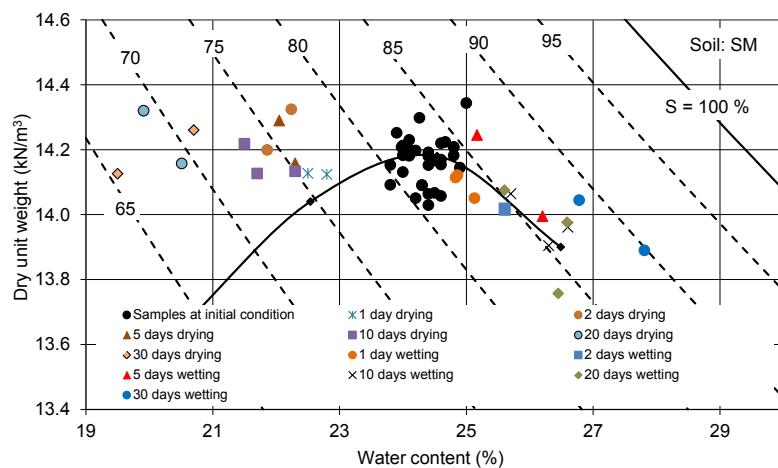 14.6
14.4
14.2
14.0
13.8
13.6
13.4
Dry unit weight (kN/m³)
70
75
80
85
90
95
Soil: SM
S = 100 %
65
Samples at initial condition
1 day drying
2 days drying
5 days drying
10 days drying
20 days drying
30 days drying
1 day wetting
2 days wetting
5 days wetting
10 days wetting
20 days wetting
30 days wetting
19
21
23
25
27
29
Water content (%)